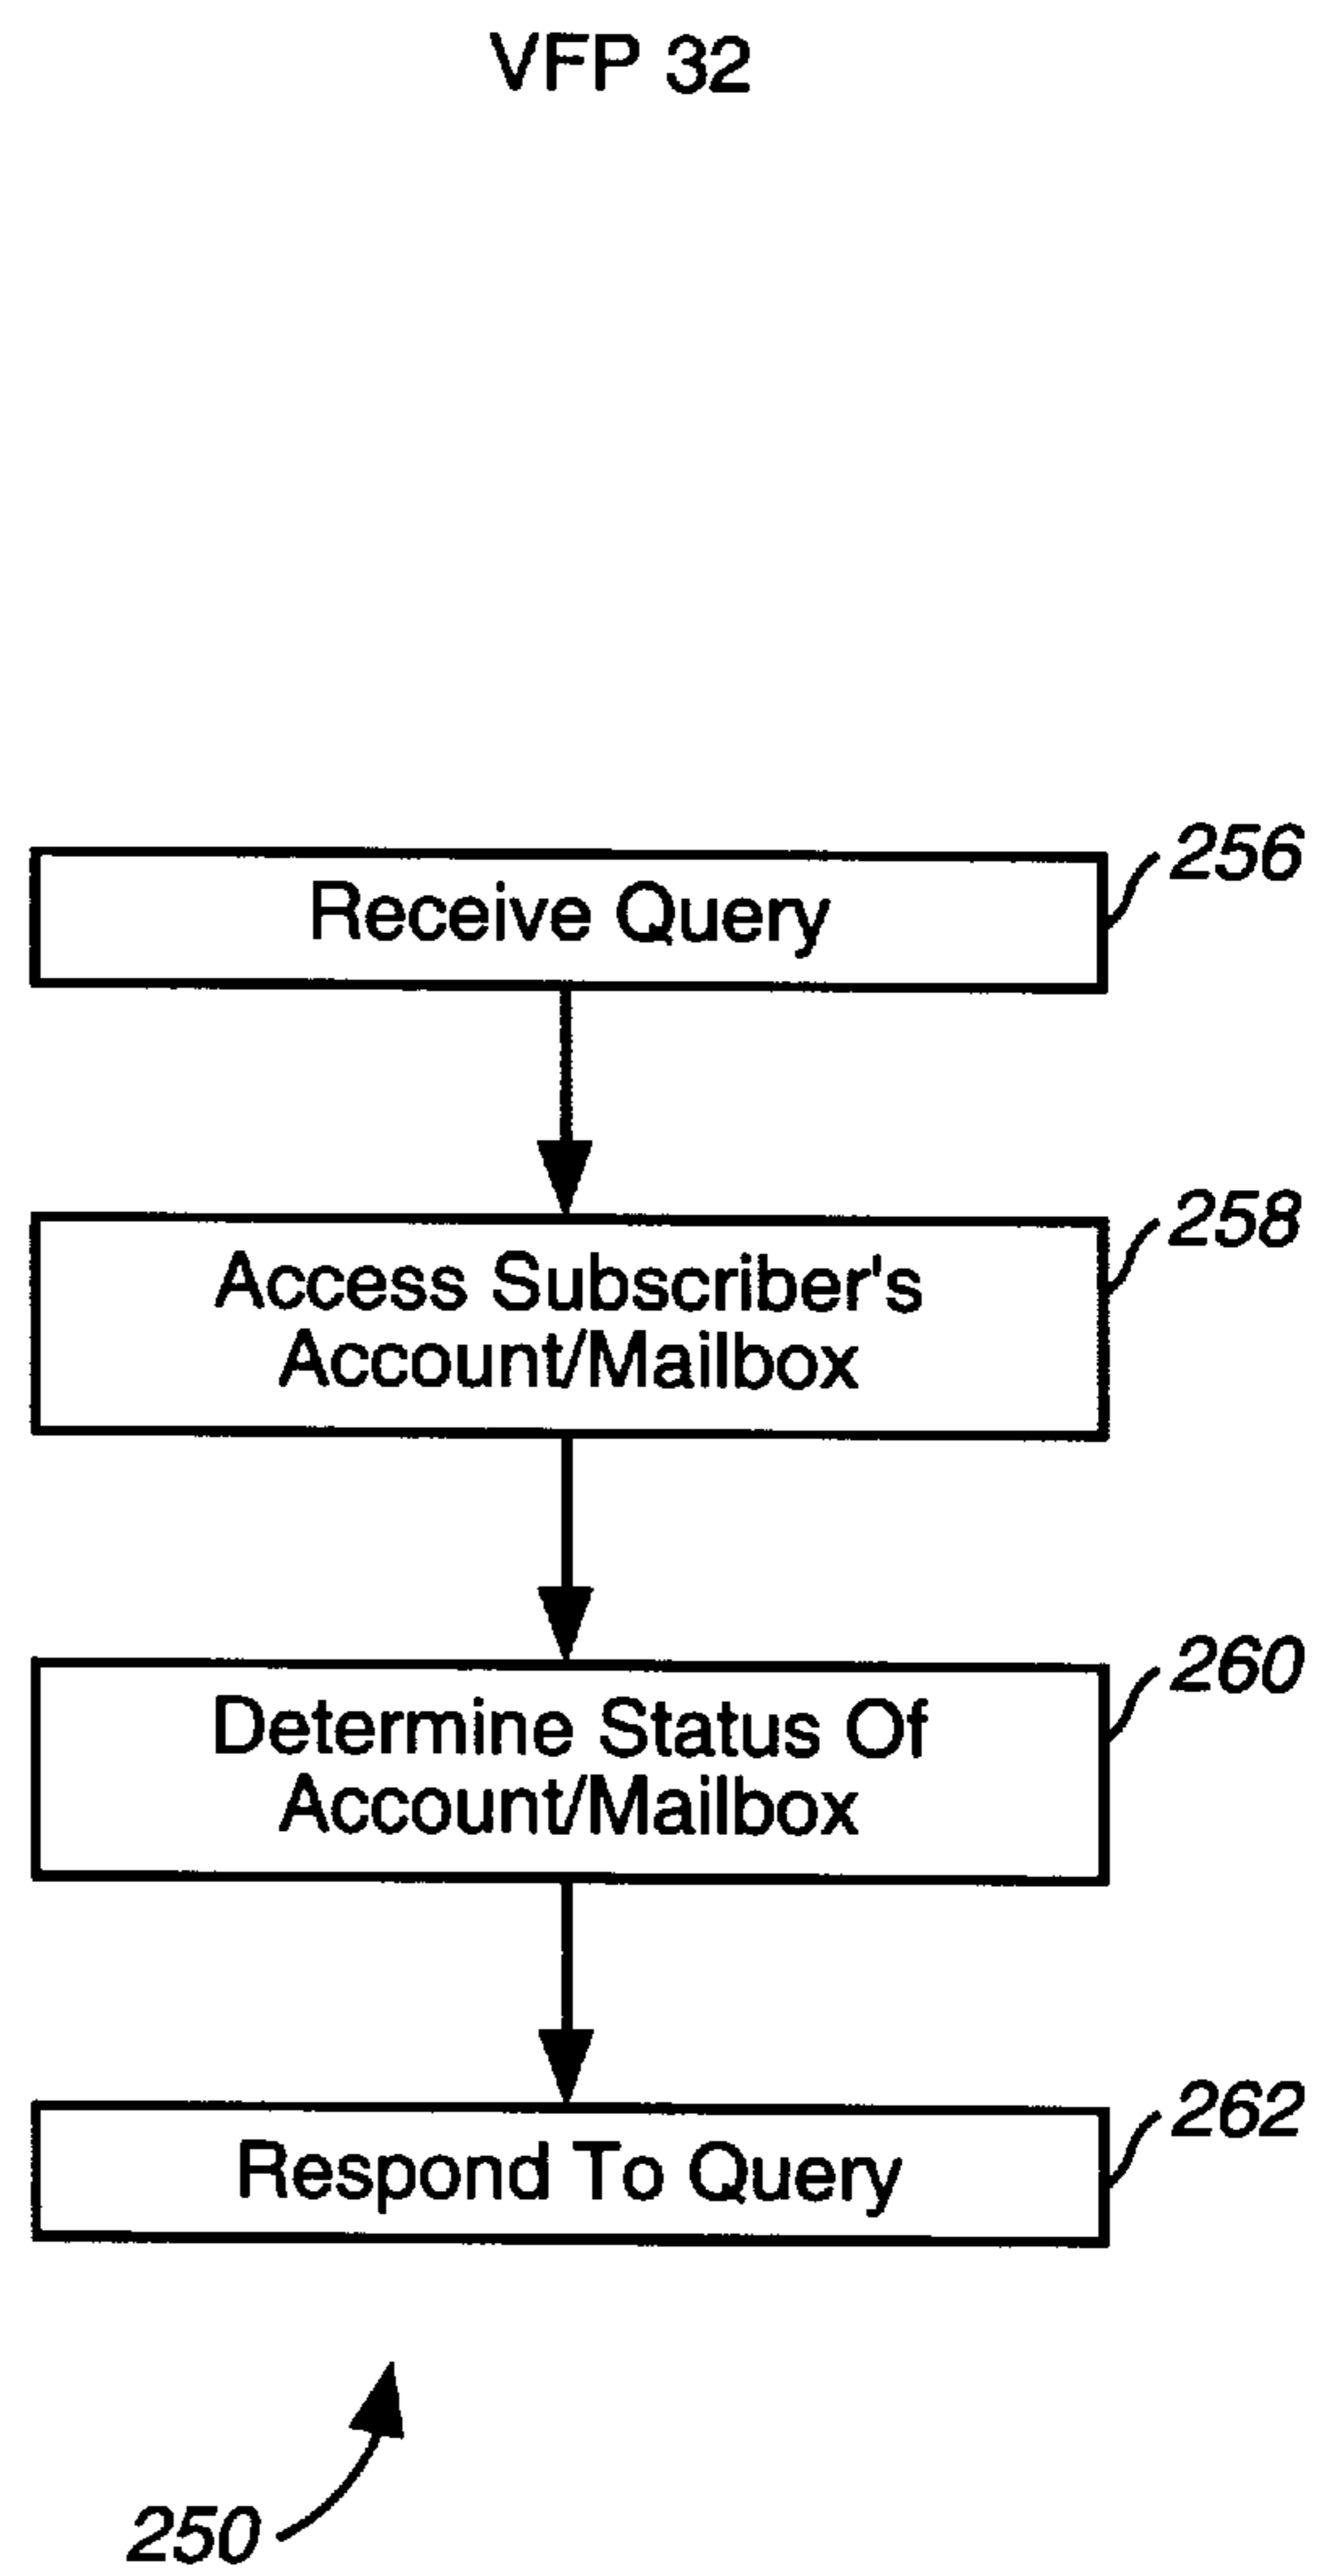 VFP 32
Receive Query
256
Access Subscriber's
Account/Mailbox
258
Determine Status Of
Account/Mailbox
260
Respond To Query
262
250